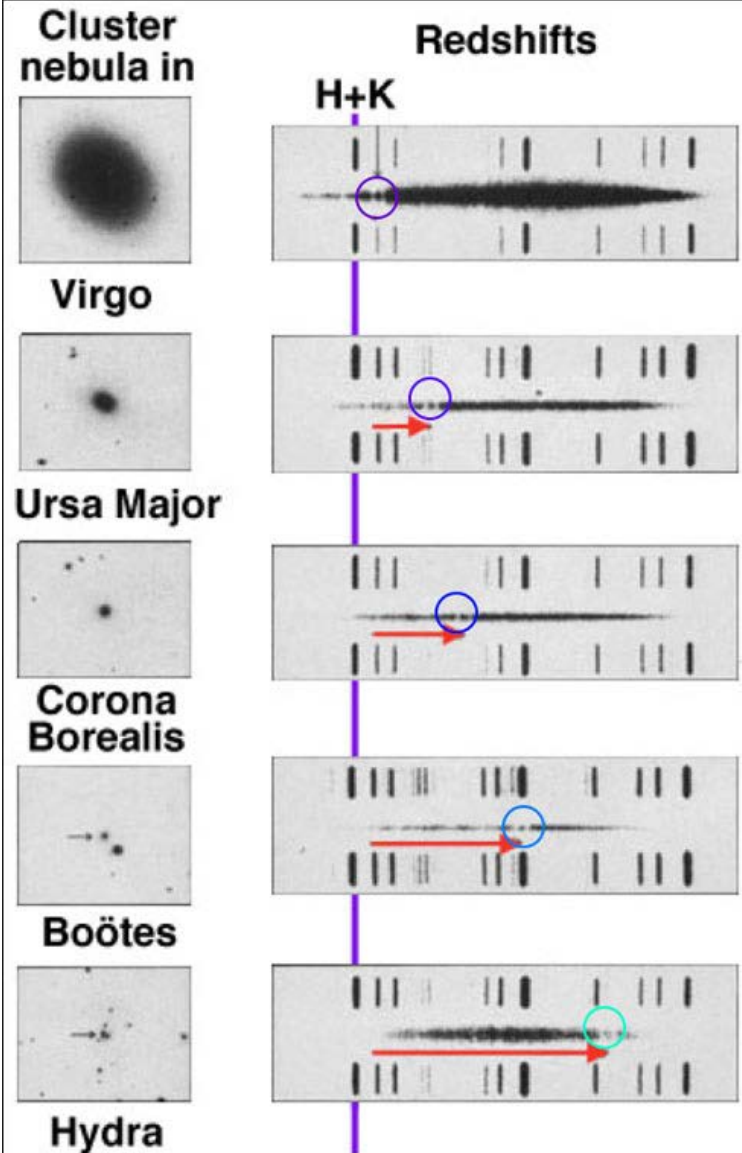 Cluster
nebula in
Redshifts
H+K
Virgo
Ursa Major
Corona
Borealis
Boötes
Hydra